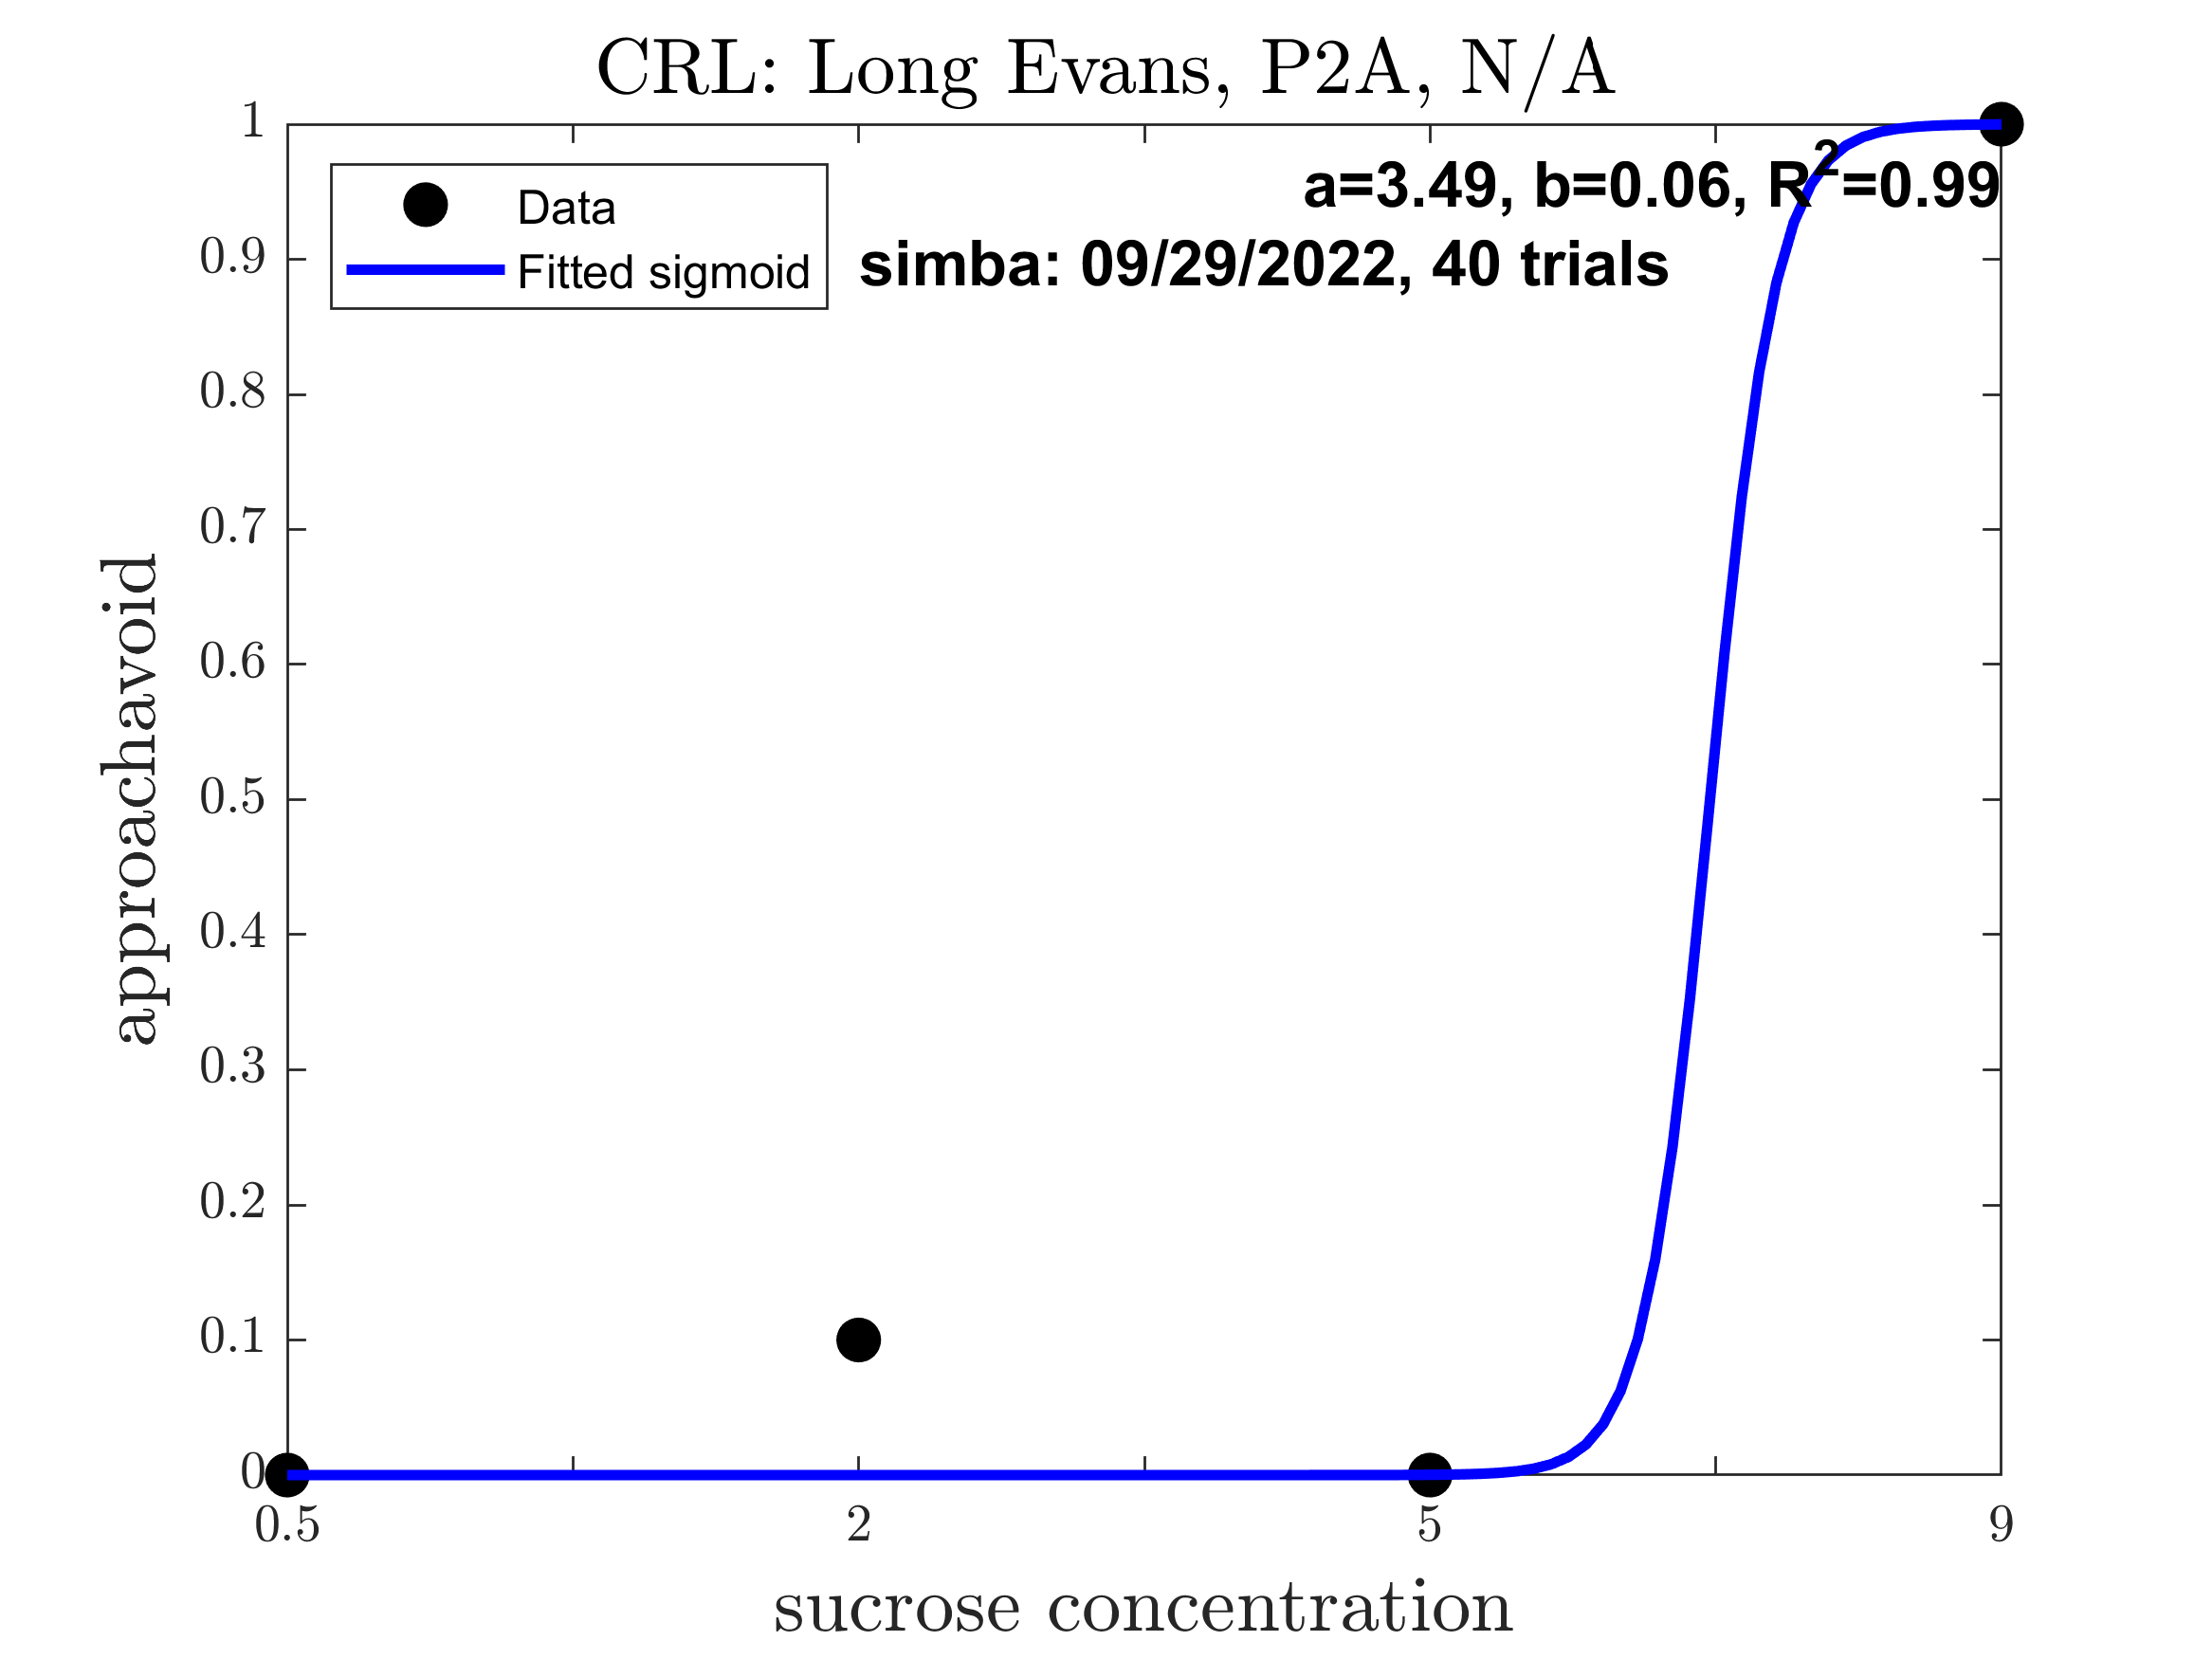 CRL: Long Evans, P2A, N/A
1
0.9
0.8
0.7
0.6
0.5
0.4
0.3
0.2
0.1
0
approachavoid
Data
Fitted sigmoid
a=3.49, b=0.06, R²=0.99
simba: 09/29/2022, 40 trials
0.5 2 5 9
sucrose concentration